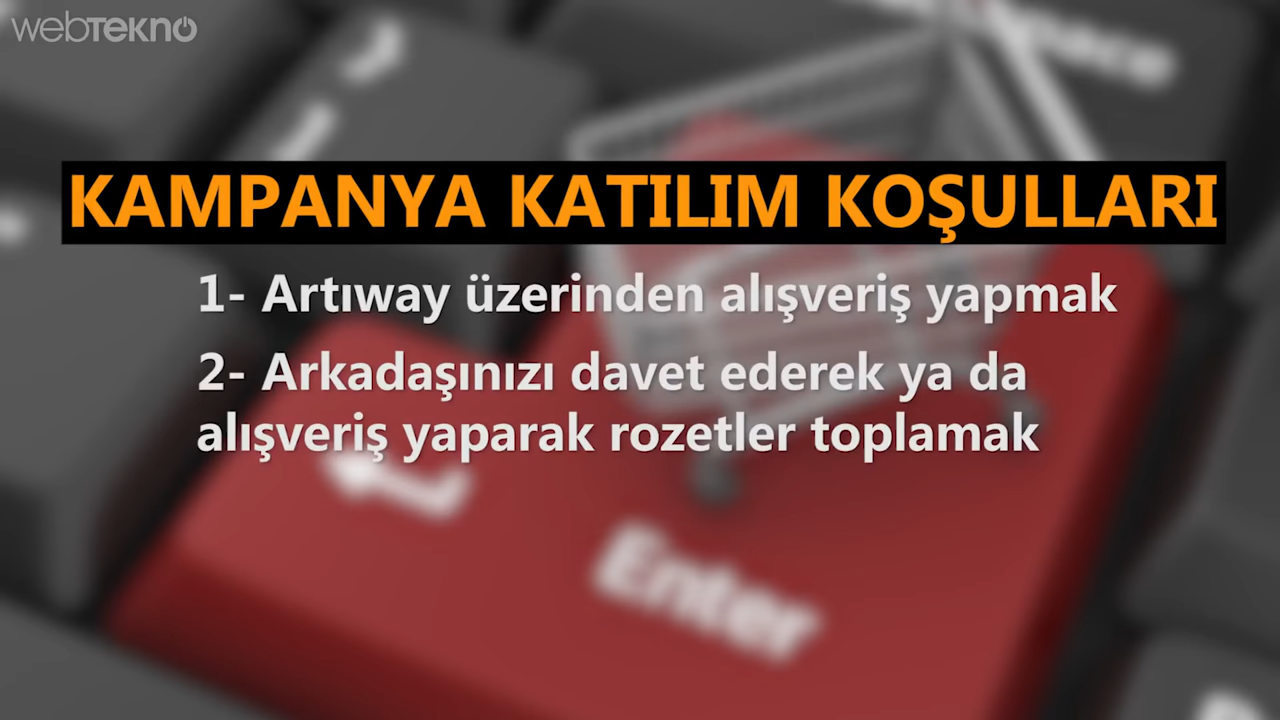 webTEKNO
KAMPANYA KATILIM KOŞULLARI
1- Artıway üzerinden alışveriş yapmak
2- Arkadaşınızı davet ederek ya da
alışveriş yaparak rozetler toplamak
Enter